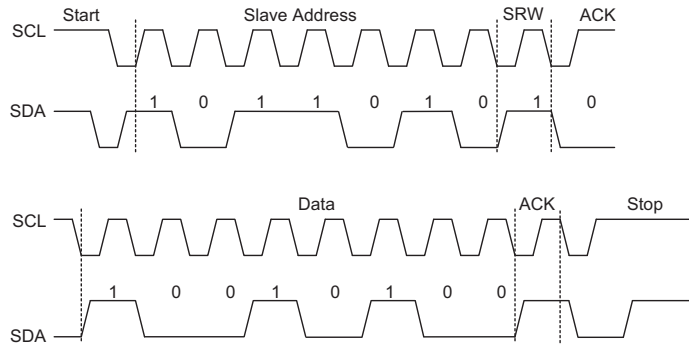 Start Slave Address SRW ACK
SCL
1 0 1 1 0 1 0 1 0
SDA
Data ACK Stop
SCL
1 0 0 1 0 1 0 0
SDA